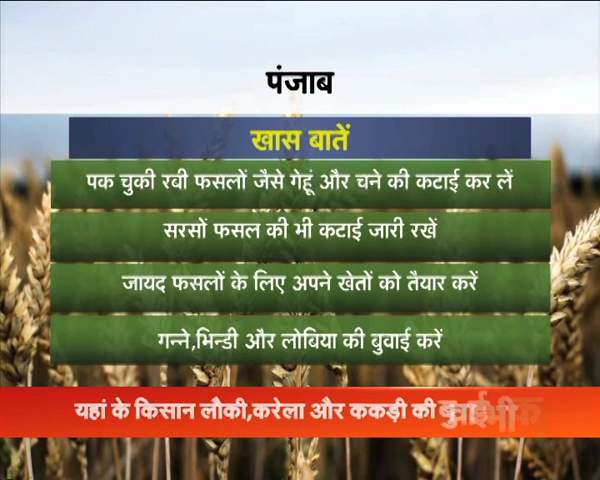 पंजाब
खास बातें
पक चुकी रबी फसलों जैसे गेहूं और चने की कटाई कर लें
सरसों फसल की भी कटाई जारी रखें
जायद फसलों के लिए अपने खेतों को तैयार करें
गन्ने,भिन्डी और लोबिया की बुवाई करें
यहां के किसान लौकी,करेला और ककड़ी की